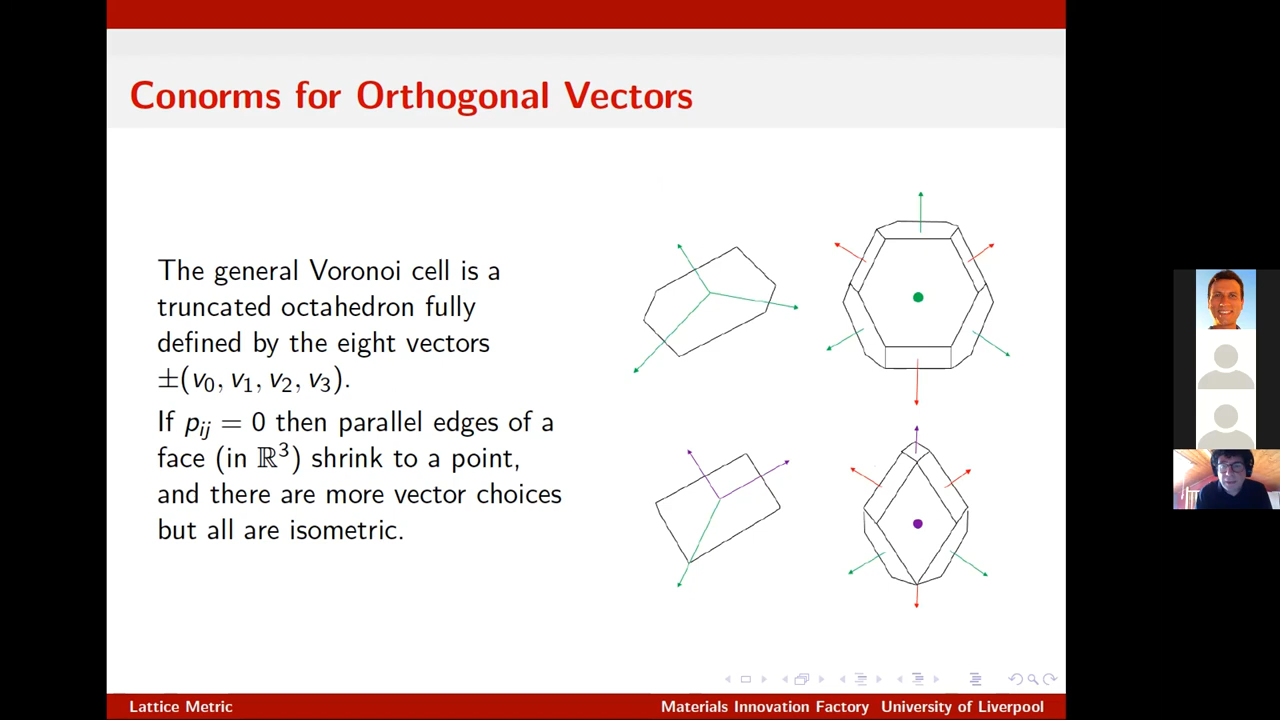 Conorms for Orthogonal Vectors
The general Voronoi cell is a
truncated octahedron fully
defined by the eight vectors
±(v₀, v₁, v₂, v₃).
If pᵢⱼ = 0 then parallel edges of a
face (in ℝ³) shrink to a point,
and there are more vector choices
but all are isometric.
Lattice Metric
Materials Innovation Factory University of Liverpool